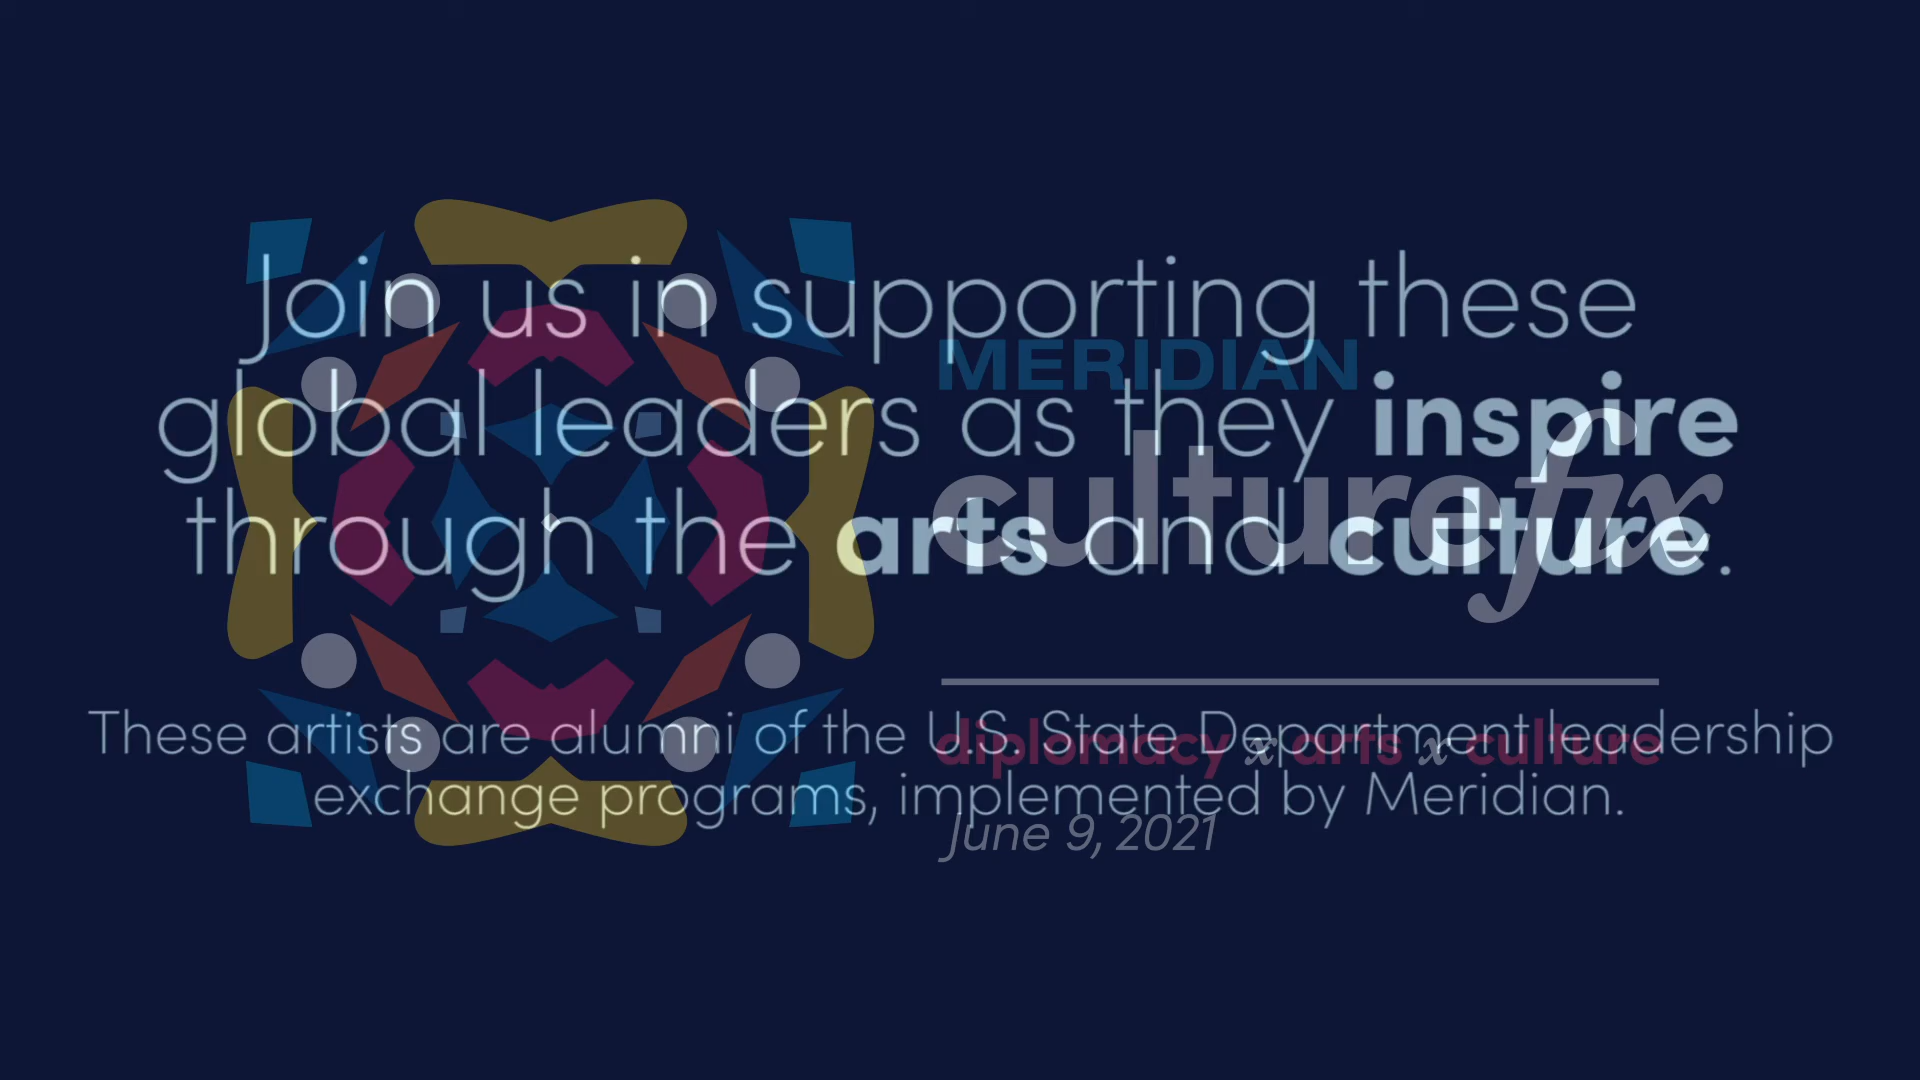 Join us in supporting these
global leaders as they inspire
through the arts and culture.
These artists are alumni of the U.S. State Department leadership
exchange programs, implemented by Meridian.
MERIDIAN
culturefix
diplomacy x arts x culture
June 9, 2021